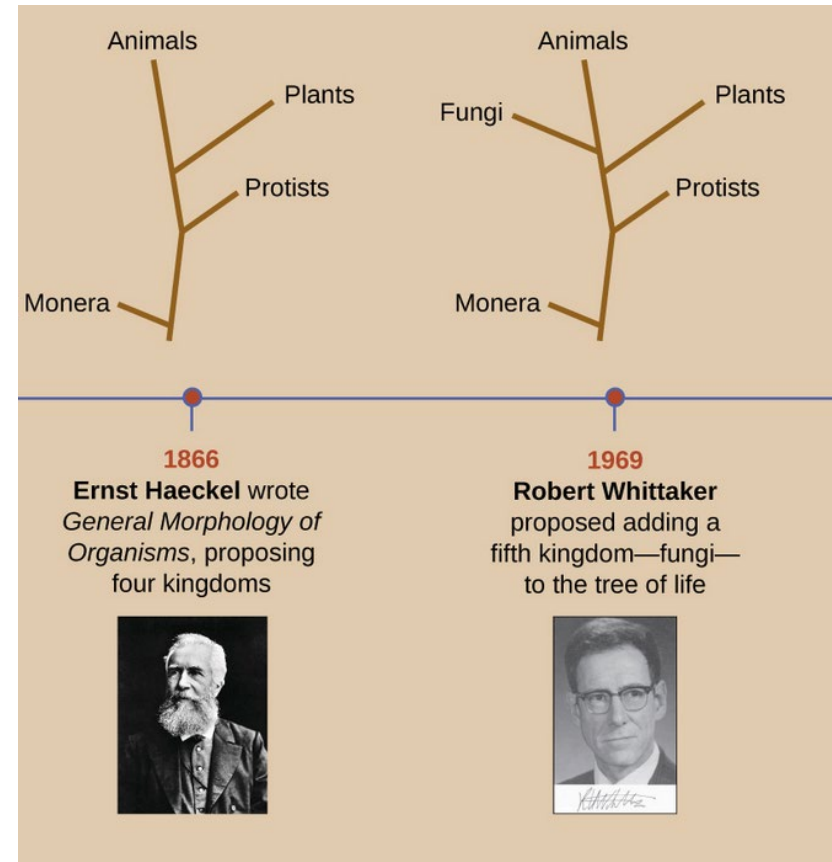 Animals
Plants
Protists
Monera
Animals
Fungi
Plants
Protists
Monera
1866
Ernst Haeckel wrote
General Morphology of
Organisms, proposing
four kingdoms
1969
Robert Whittaker
proposed adding a
fifth kingdom—fungi—
to the tree of life